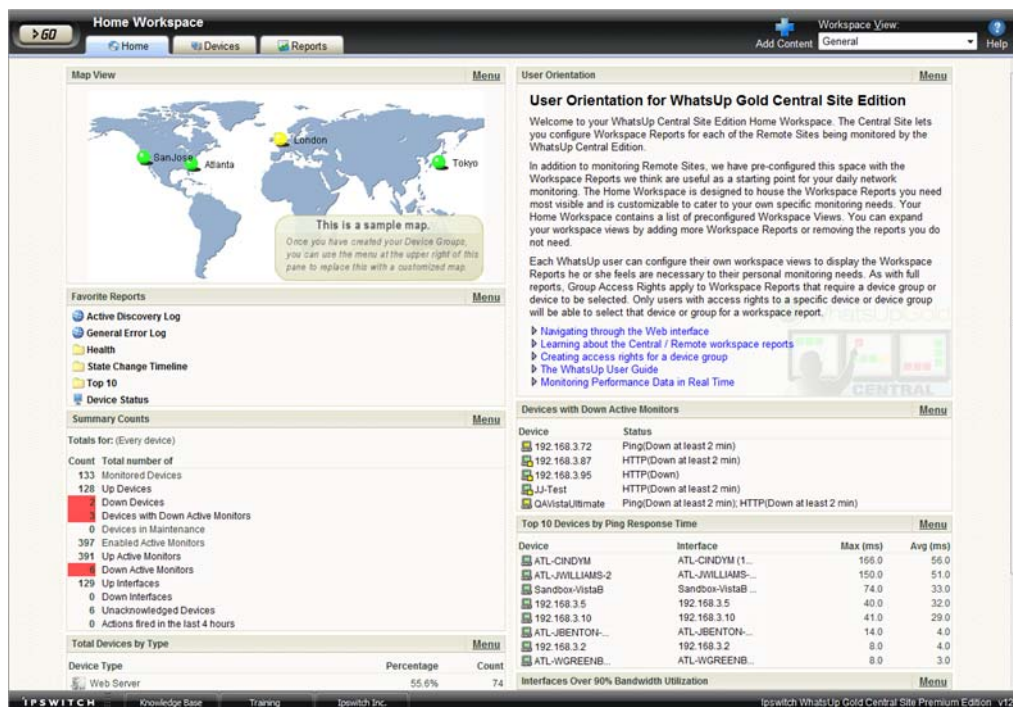 > GO
Home Workspace
Home
Devices
Reports
Add Content
Workspace View:
General
Help
Map View
Menu
SanJose
Atlanta
London
Tokyo
This is a sample map.
Once you have created your Device Groups,
you can use the menu at the upper right of this
pane to replace this with a customized map.
Favorite Reports
Menu
Active Discovery Log
General Error Log
Health
State Change Timeline
Top 10
Device Status
Summary Counts
Menu
Totals for: (Every device)
Count Total number of
133 Monitored Devices
128 Up Devices
2 Down Devices
3 Devices with Down Active Monitors
0 Devices in Maintenance
397 Enabled Active Monitors
391 Up Active Monitors
6 Down Active Monitors
129 Up Interfaces
0 Down Interfaces
6 Unacknowledged Devices
0 Actions fired in the last 4 hours
Total Devices by Type
Menu
Device Type Percentage Count
Web Server 55.6% 74
User Orientation
Menu
User Orientation for WhatsUp Gold Central Site Edition
Welcome to your WhatsUp Central Site Edition Home Workspace. The Central Site lets
you configure Workspace Reports for each of the Remote Sites being monitored by the
WhatsUp Central Edition.
In addition to monitoring Remote Sites, we have pre-configured this space with the
Workspace Reports we think are useful as a starting point for your daily network
monitoring. The Home Workspace is designed to house the Workspace Reports you need
most visible and is customizable to cater to your own specific monitoring needs. Your
Home Workspace contains a list of preconfigured Workspace Views. You can expand
your workspace views by adding more Workspace Reports or removing the reports you do
not need.
Each WhatsUp user can configure their own workspace views to display the Workspace
Reports he or she feels are necessary to their personal monitoring needs. As with full
reports, Group Access Rights apply to Workspace Reports that require a device group or
device to be selected. Only users with access rights to a specific device or device group
will be able to select that device or group for a workspace report.
WhatsUpGold
Navigating through the Web interface
Learning about the Central / Remote workspace reports
Creating access rights for a device group
The WhatsUp User Guide
Monitoring Performance Data in Real Time
CENTRAL
Devices with Down Active Monitors
Menu
Device Status
192.168.3.72 Ping(Down at least 2 min)
192.168.3.87 HTTP(Down at least 2 min)
192.168.3.95 HTTP(Down)
JJ-Test HTTP(Down at least 2 min)
QAVistaUltimate Ping(Down at least 2 min); HTTP(Down at least 2 min)
Top 10 Devices by Ping Response Time
Menu
Device Interface Max (ms) Avg (ms)
ATL-CINDYM ATL-CINDYM (1... 166.0 56.0
ATL-JWILLIAMS-2 ATL-JWILLIAMS-... 150.0 51.0
Sandbox-VistaB Sandbox-VistaB ... 74.0 33.0
192.168.3.5 192.168.3.5 40.0 32.0
192.168.3.10 192.168.3.10 41.0 29.0
ATL-JBENTON-... ATL-JBENTON-... 14.0 4.0
192.168.3.2 192.168.3.2 8.0 4.0
ATL-WGREENB... ATL-WGREENB... 8.0 3.0
Interfaces Over 90% Bandwidth Utilization
Menu
IPSWITCH
Knowledge Base
Training
Ipswitch Inc.
Ipswitch WhatsUp Gold Central Site Premium Edition v12